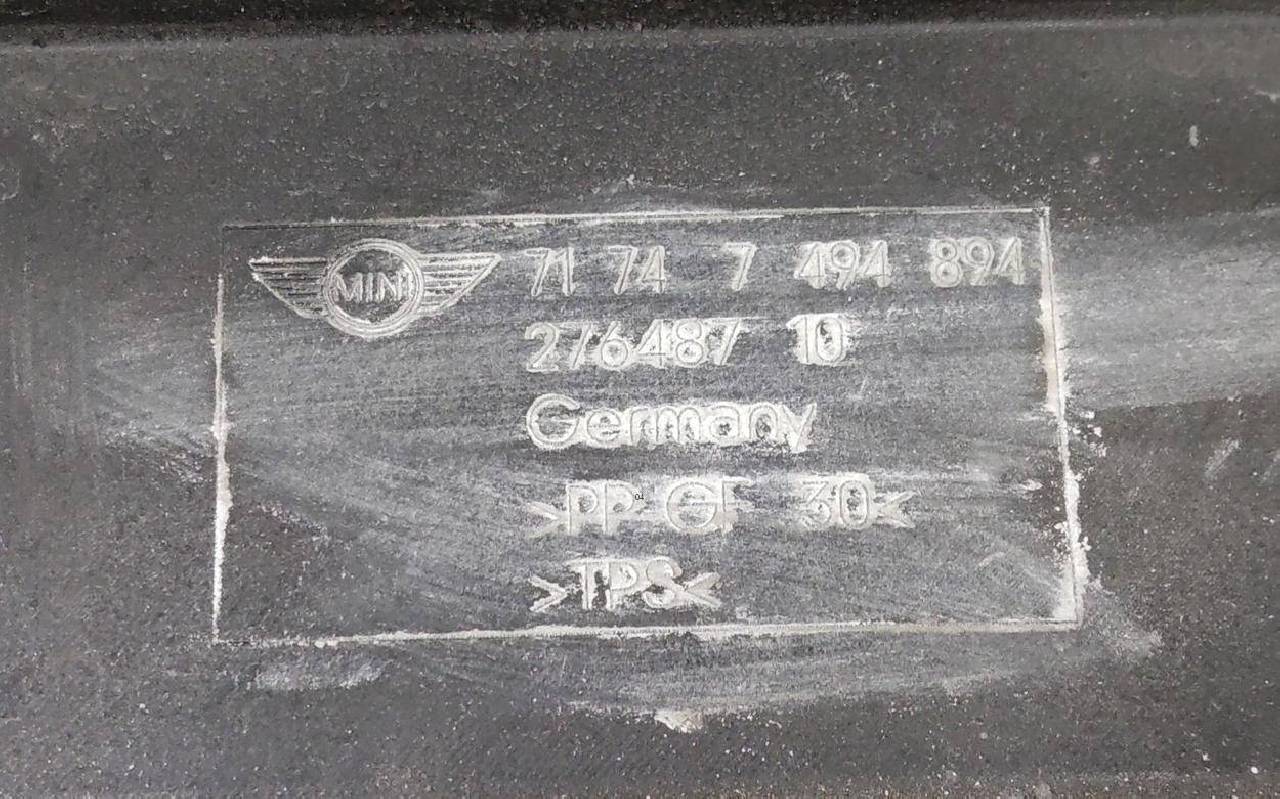 MINI 71 74 7 494 894
276487 10
Germany
>PP-GF 30<
>TPS<